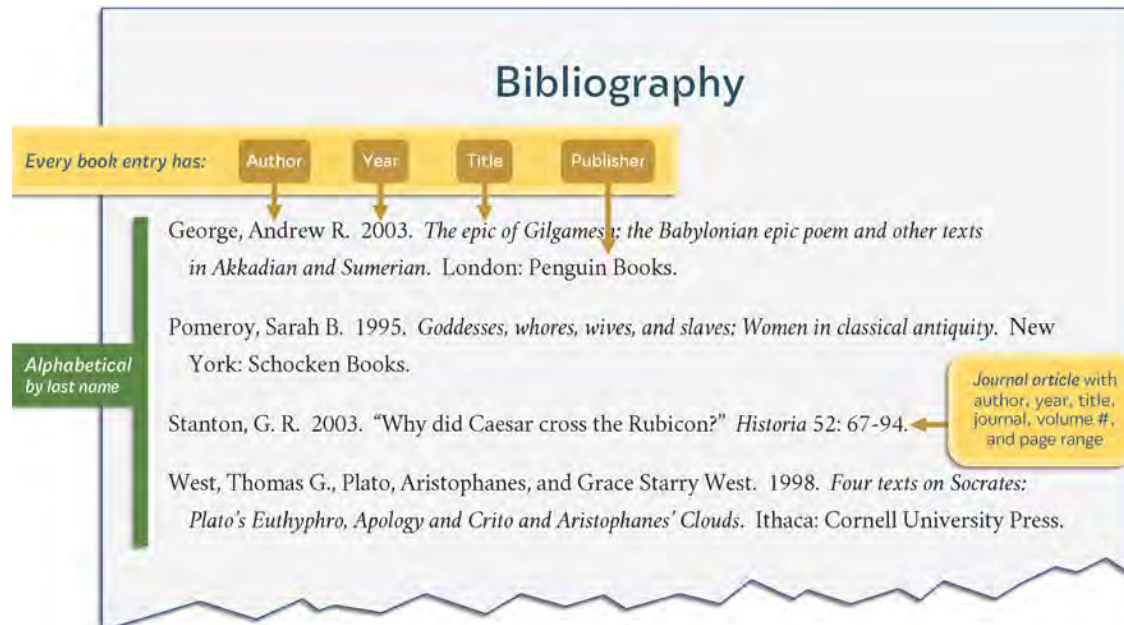 Bibliography
Every book entry has: Author Year Title Publisher
George, Andrew R. 2003. The epic of Gilgamesh: the Babylonian epic poem and other texts
in Akkadian and Sumerian. London: Penguin Books.
Pomeroy, Sarah B. 1995. Goddesses, whores, wives, and slaves: Women in classical antiquity. New
York: Schocken Books.
Alphabetical
by last name
Stanton, G. R. 2003. “Why did Caesar cross the Rubicon?” Historia 52: 67-94.
Journal article with
author, year, title,
journal, volume #,
and page range
West, Thomas G., Plato, Aristophanes, and Grace Starry West. 1998. Four texts on Socrates:
Plato’s Euthyphro, Apology and Crito and Aristophanes’ Clouds. Ithaca: Cornell University Press.